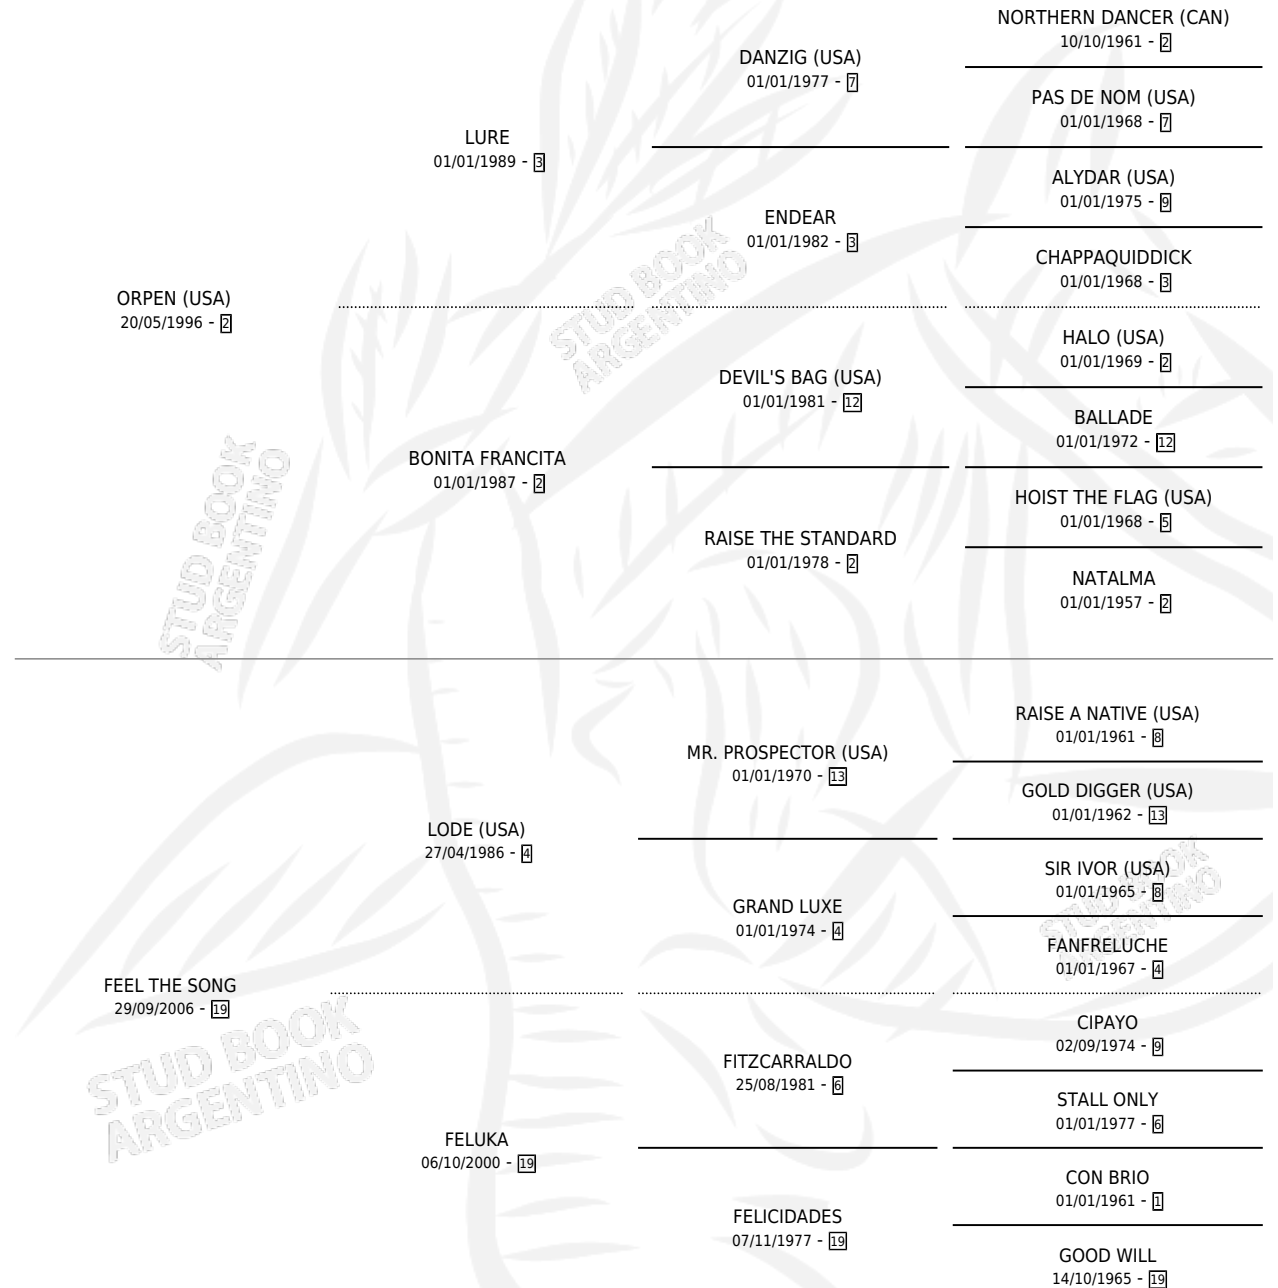 NORTHERN DANCER (CAN)
10/10/1961 - 2
DANZIG (USA)
01/01/1977 - 7
PAS DE NOM (USA)
01/01/1968 - 7
LURE
01/01/1989 - 3
ALYDAR (USA)
01/01/1975 - 9
ENDEAR
01/01/1982 - 3
CHAPPAQUIDDICK
01/01/1968 - 3
ORPEN (USA)
20/05/1996 - 2
HALO (USA)
01/01/1969 - 2
DEVIL'S BAG (USA)
01/01/1981 - 12
BALLADE
01/01/1972 - 12
BONITA FRANCITA
01/01/1987 - 2
HOIST THE FLAG (USA)
01/01/1968 - 5
RAISE THE STANDARD
01/01/1978 - 2
NATALMA
01/01/1957 - 2
STUD BOOK
ARGENTINO
STUD BOOK
ARGENTINO
RAISE A NATIVE (USA)
01/01/1961 - 8
MR. PROSPECTOR (USA)
01/01/1970 - 13
GOLD DIGGER (USA)
01/01/1962 - 13
LODE (USA)
27/04/1986 - 4
SIR IVOR (USA)
01/01/1965 - 8
GRAND LUXE
01/01/1974 - 4
FANFRELUCHE
01/01/1967 - 4
FEEL THE SONG
29/09/2006 - 19
CIPAYO
02/09/1974 - 9
FITZCARRALDO
25/08/1981 - 6
STALL ONLY
01/01/1977 - 6
FELUKA
06/10/2000 - 19
CON BRIO
01/01/1961 - 1
FELICIDADES
07/11/1977 - 19
GOOD WILL
14/10/1965 - 19
STUD BOOK
ARGENTINO
STUD BOOK
ARGENTINO